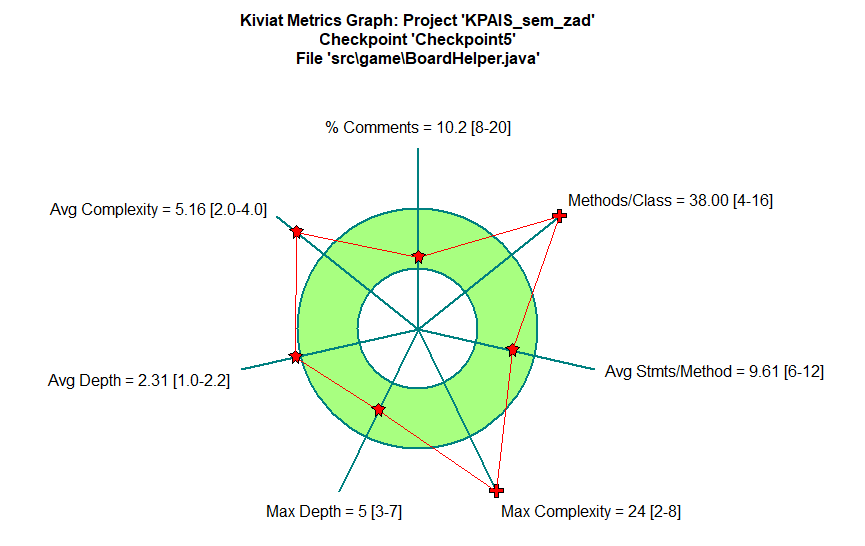 Kiviat Metrics Graph: Project 'KPAIS_sem_zad'
Checkpoint 'Checkpoint5'
File 'src\game\BoardHelper.java'
% Comments = 10.2 [8-20]
Methods/Class = 38.00 [4-16]
Avg Complexity = 5.16 [2.0-4.0]
Avg Stmts/Method = 9.61 [6-12]
Avg Depth = 2.31 [1.0-2.2]
Max Depth = 5 [3-7]
Max Complexity = 24 [2-8]